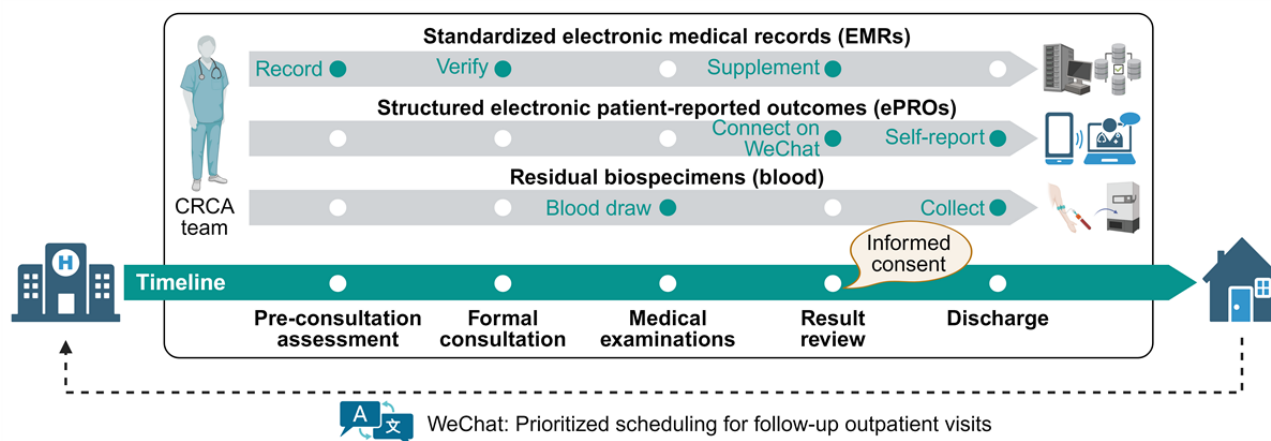 Standardized electronic medical records (EMRs)
Record
Verify
Supplement
Structured electronic patient-reported outcomes (ePROs)
Connect on
WeChat
Self-report
Residual biospecimens (blood)
Blood draw
Collect
CRCA
team
Informed
consent
H
Timeline
Pre-consultation
assessment
Formal
consultation
Medical
examinations
Result
review
Discharge
A
文
WeChat: Prioritized scheduling for follow-up outpatient visits